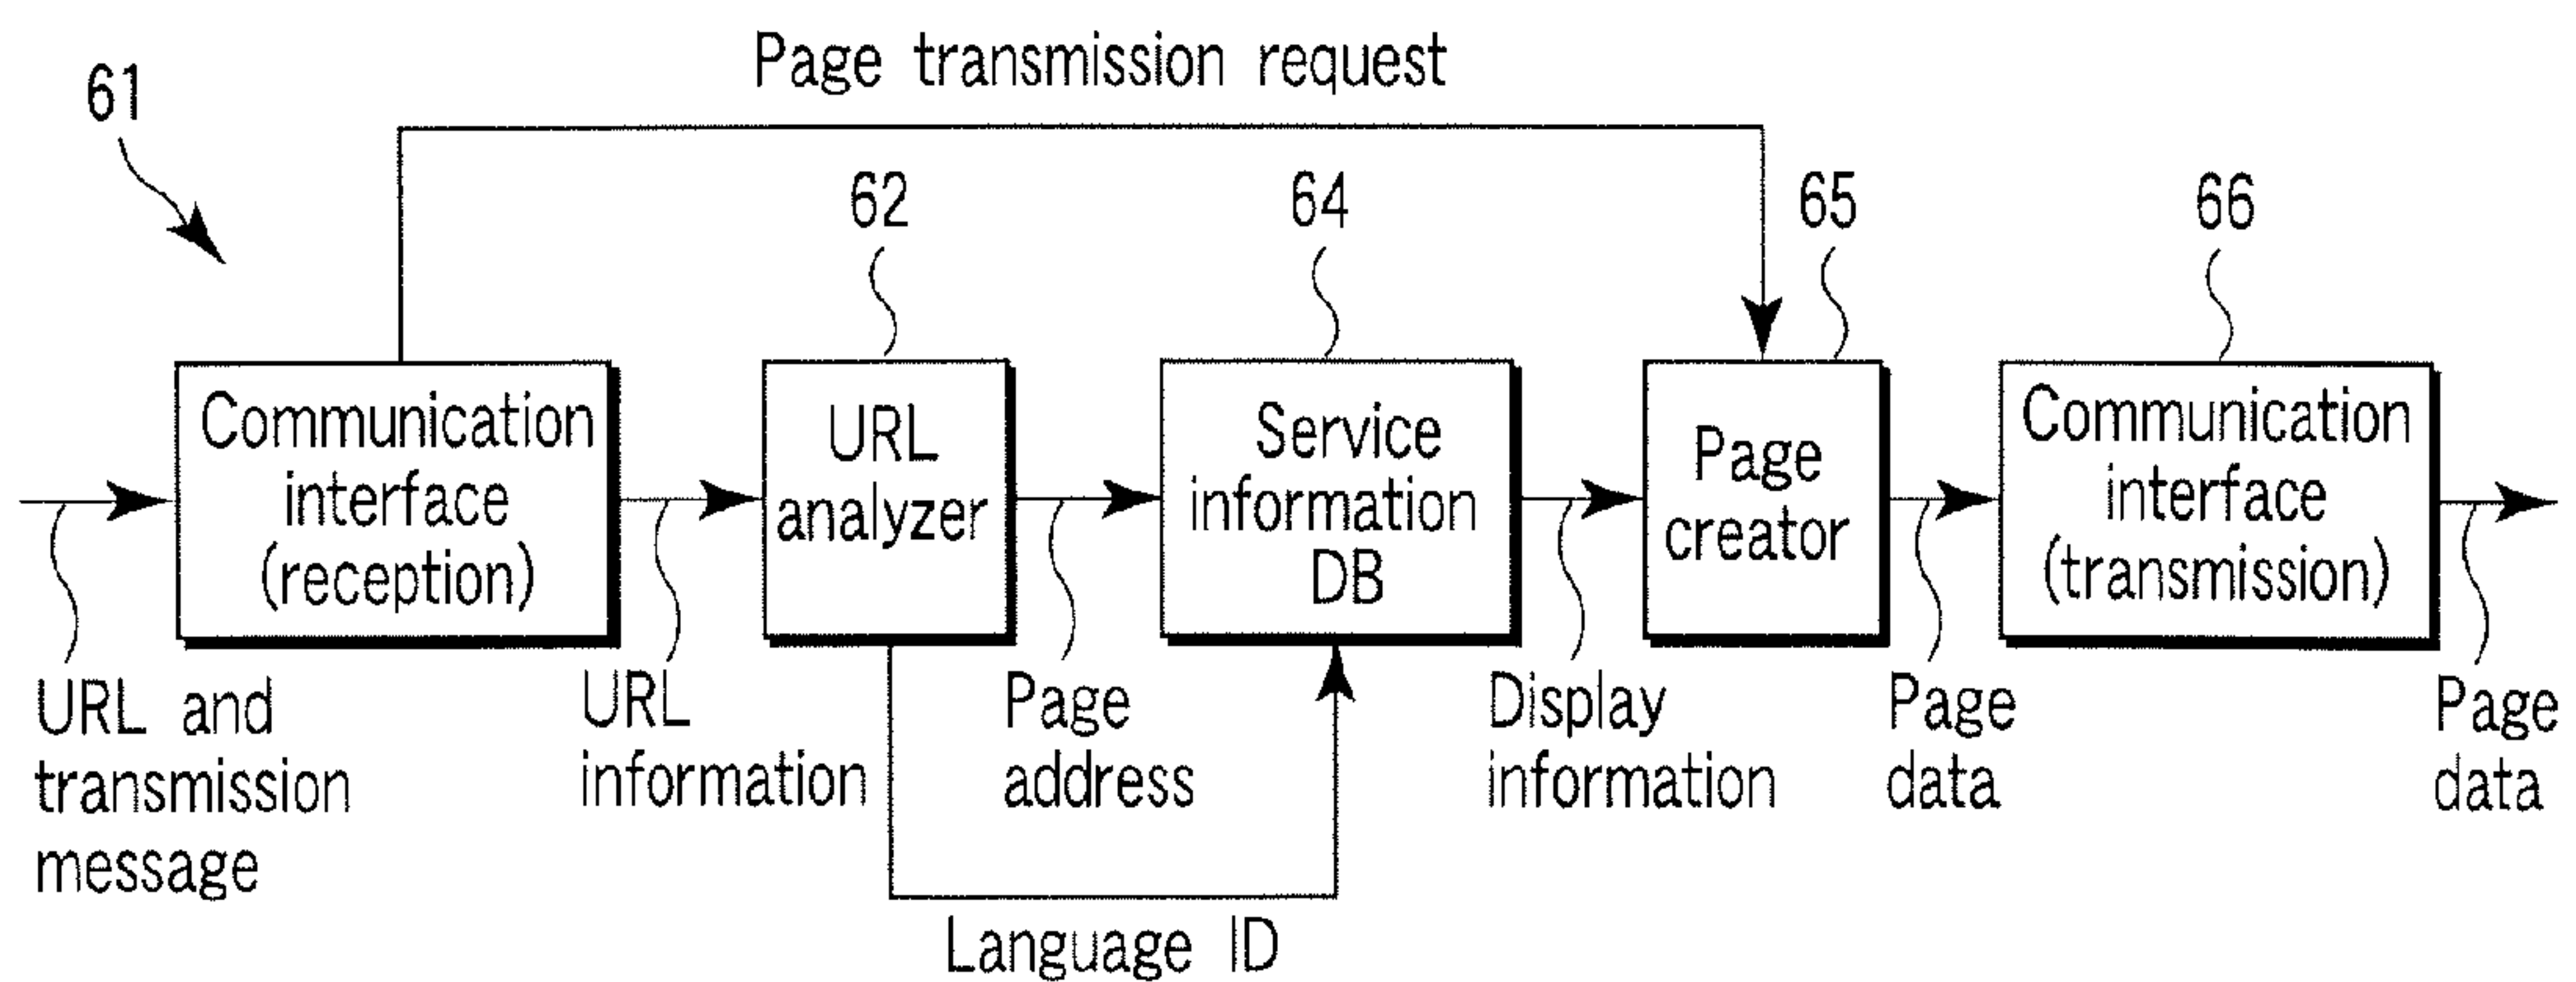 Page transmission request
61
62
64
65
66
Communication
interface
(reception)
URL
analyzer
Service
information
DB
Page
creator
Communication
interface
(transmission)
URL and
transmission
message
URL
information
Page
address
Display
information
Page
data
Page
data
Language ID